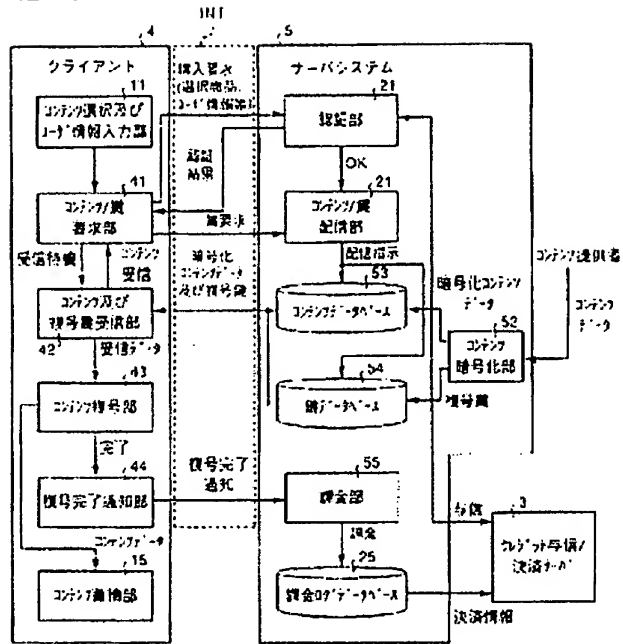 INT
4
5
クライアント
11
コンテンツ選択及び
ユーザ情報入力部
41
コンテンツ/鍵
要求部
受信待機
コンテンツ
受信
コンテンツ及び
復号鍵受信部
42
受信データ
43
コンテンツ復号部
完了
44
復号完了通知部
コンテンツデータ
15
コンテンツ再生部
購入要求
(選択商品、
ユーザ情報等)
認証
結果
鍵要求
暗号化
コンテンツデータ
及び復号鍵
復号完了
通知
サーバシステム
21
認証部
OK
21
コンテンツ/鍵
配信部
配信指示
53
コンテンツデータベース
54
鍵データベース
55
課金部
課金
25
課金ログデータベース
暗号化コンテンツ
データ
52
コンテンツ
暗号化部
復号鍵
コンテンツ提供者
コンテンツ
データ
与信
3
クレジット与信/
決済サーバ
決済情報